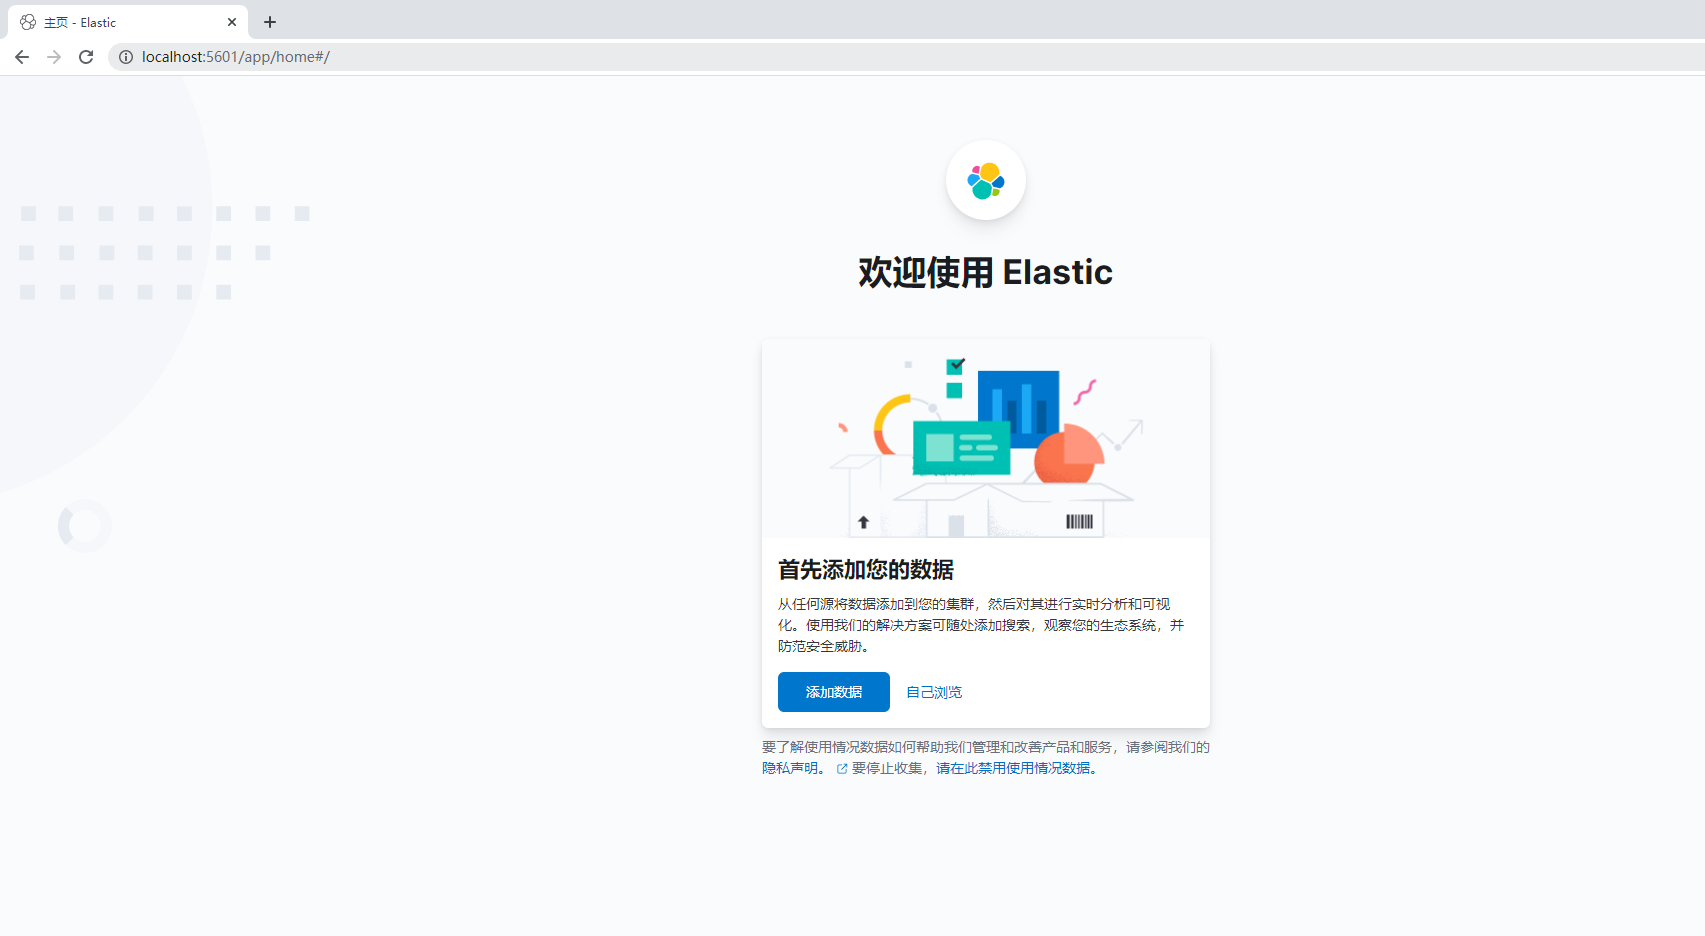 主页 - Elastic
localhost:5601/app/home#/
欢迎使用 Elastic
首先添加您的数据
从任何源将数据添加到您的集群，然后对其进行实时分析和可视
化。使用我们的解决方案可随处添加搜索，观察您的生态系统，并
防范安全威胁。
添加数据 自己浏览
要了解使用情况数据如何帮助我们管理和改善产品和服务，请参阅我们的
隐私声明。 要停止收集，请在此禁用使用情况数据。